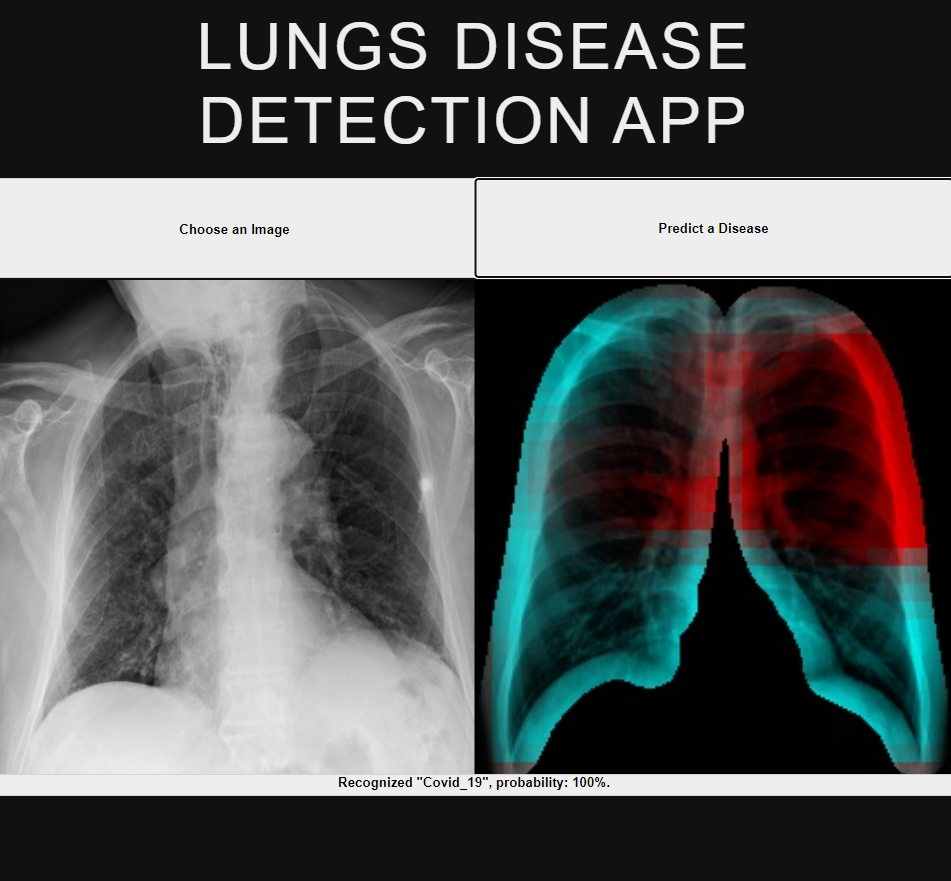 LUNGS DISEASE
DETECTION APP
Choose an Image
Predict a Disease
Recognized "Covid_19", probability: 100%.